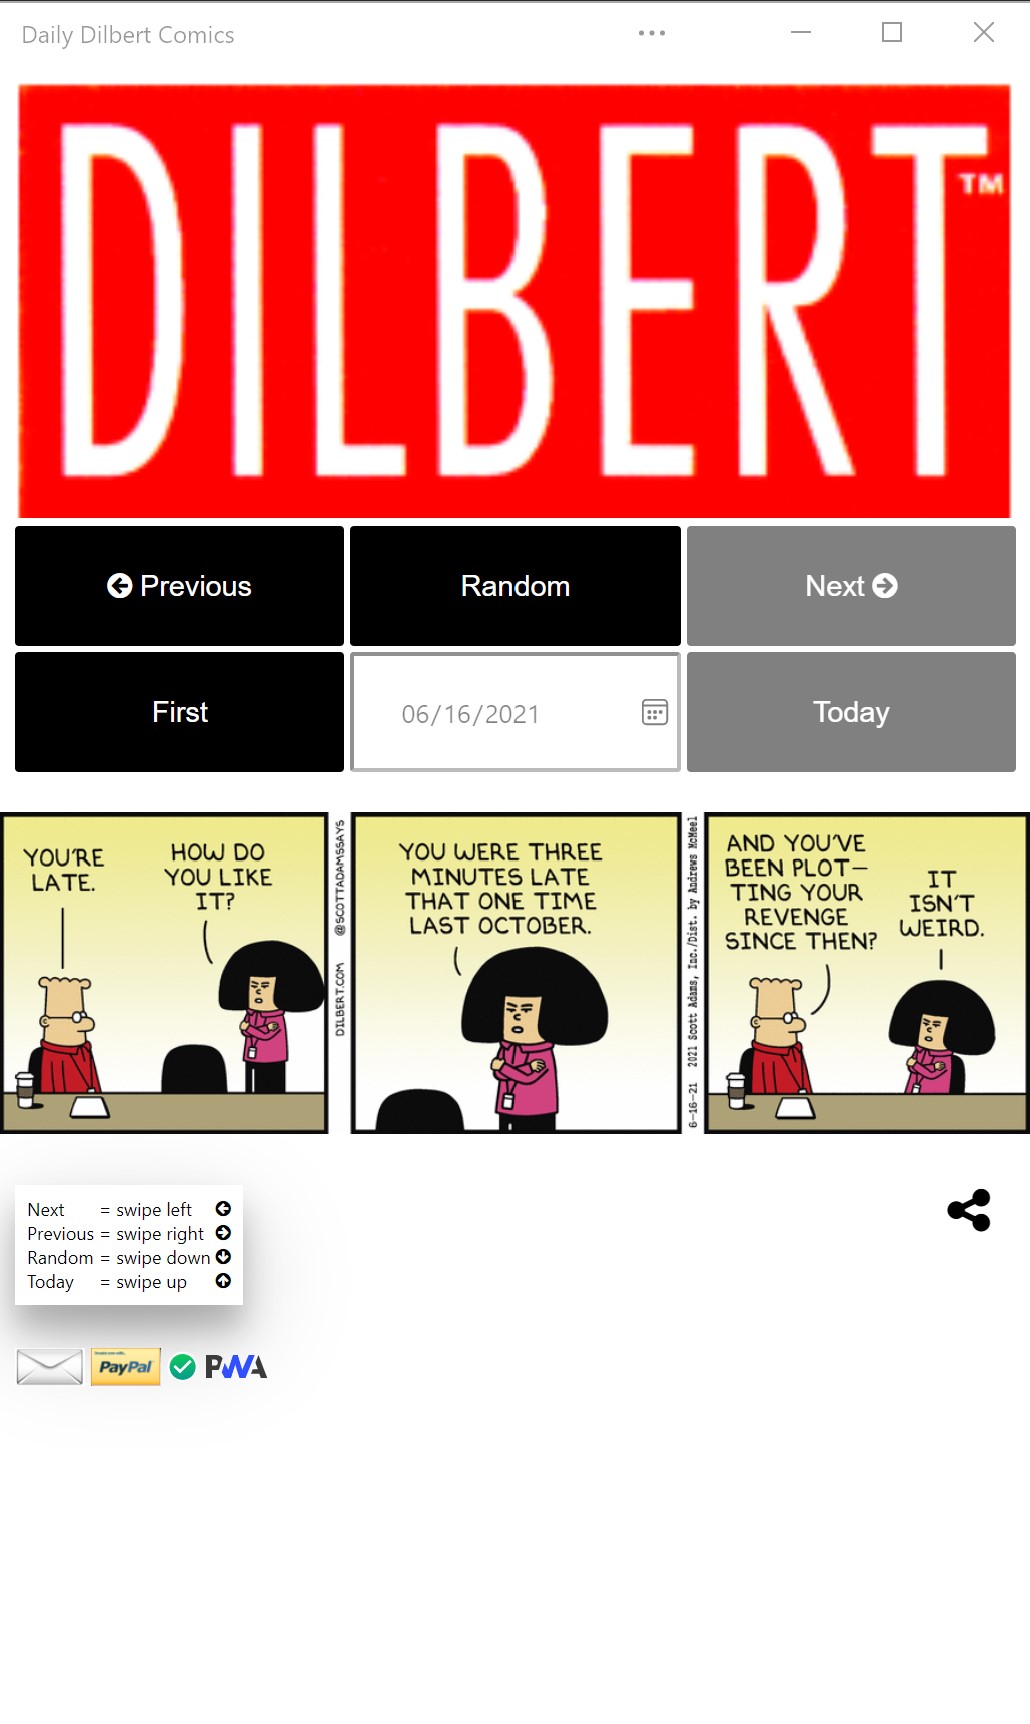 Daily Dilbert Comics
DILBERT™
Previous
Random
Next
First
06/16/2021
Today
YOU'RE
LATE.
HOW DO
YOU LIKE
IT?
DILBERT.COM @SCOTTADAMSSAYS
YOU WERE THREE
MINUTES LATE
THAT ONE TIME
LAST OCTOBER.
6-16-21 2021 Scott Adams, Inc./Dist. by Andrews McMeel
AND YOU'VE
BEEN PLOT-
TING YOUR
REVENGE
SINCE THEN?
IT
ISN'T
WEIRD.
Next = swipe left
Previous = swipe right
Random = swipe down
Today = swipe up
PayPal
PWA